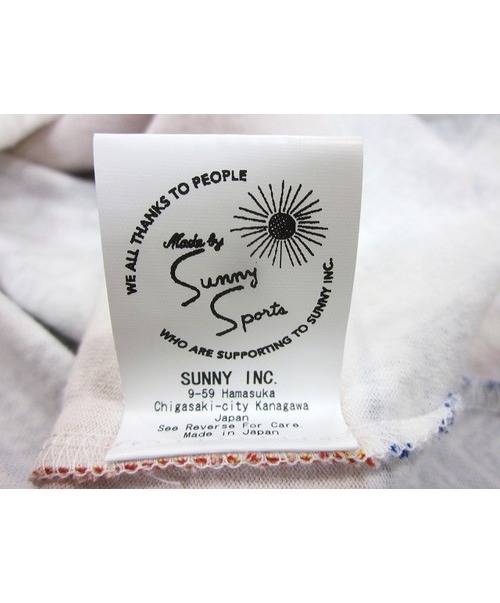 WE ALL THANKS TO PEOPLE
Made by
Sunny
Sports
WHO ARE SUPPORTING TO SUNNY INC.
SUNNY INC.
9-59 Hamasuka
Chigasaki-city Kanagawa
Japan
See Reverse For Care
Made in Japan